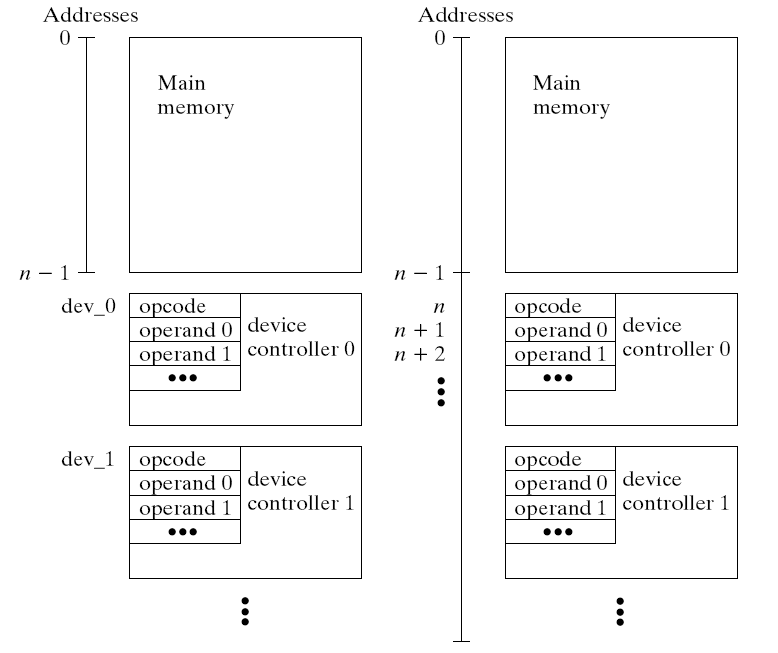 Addresses
0
Main
memory
n − 1
dev_0
opcode
operand 0
operand 1
•••
device
controller 0
dev_1
opcode
operand 0
operand 1
•••
device
controller 1
Addresses
0
Main
memory
n − 1
n
n + 1
n + 2
opcode
operand 0
operand 1
•••
device
controller 0
opcode
operand 0
operand 1
•••
device
controller 1